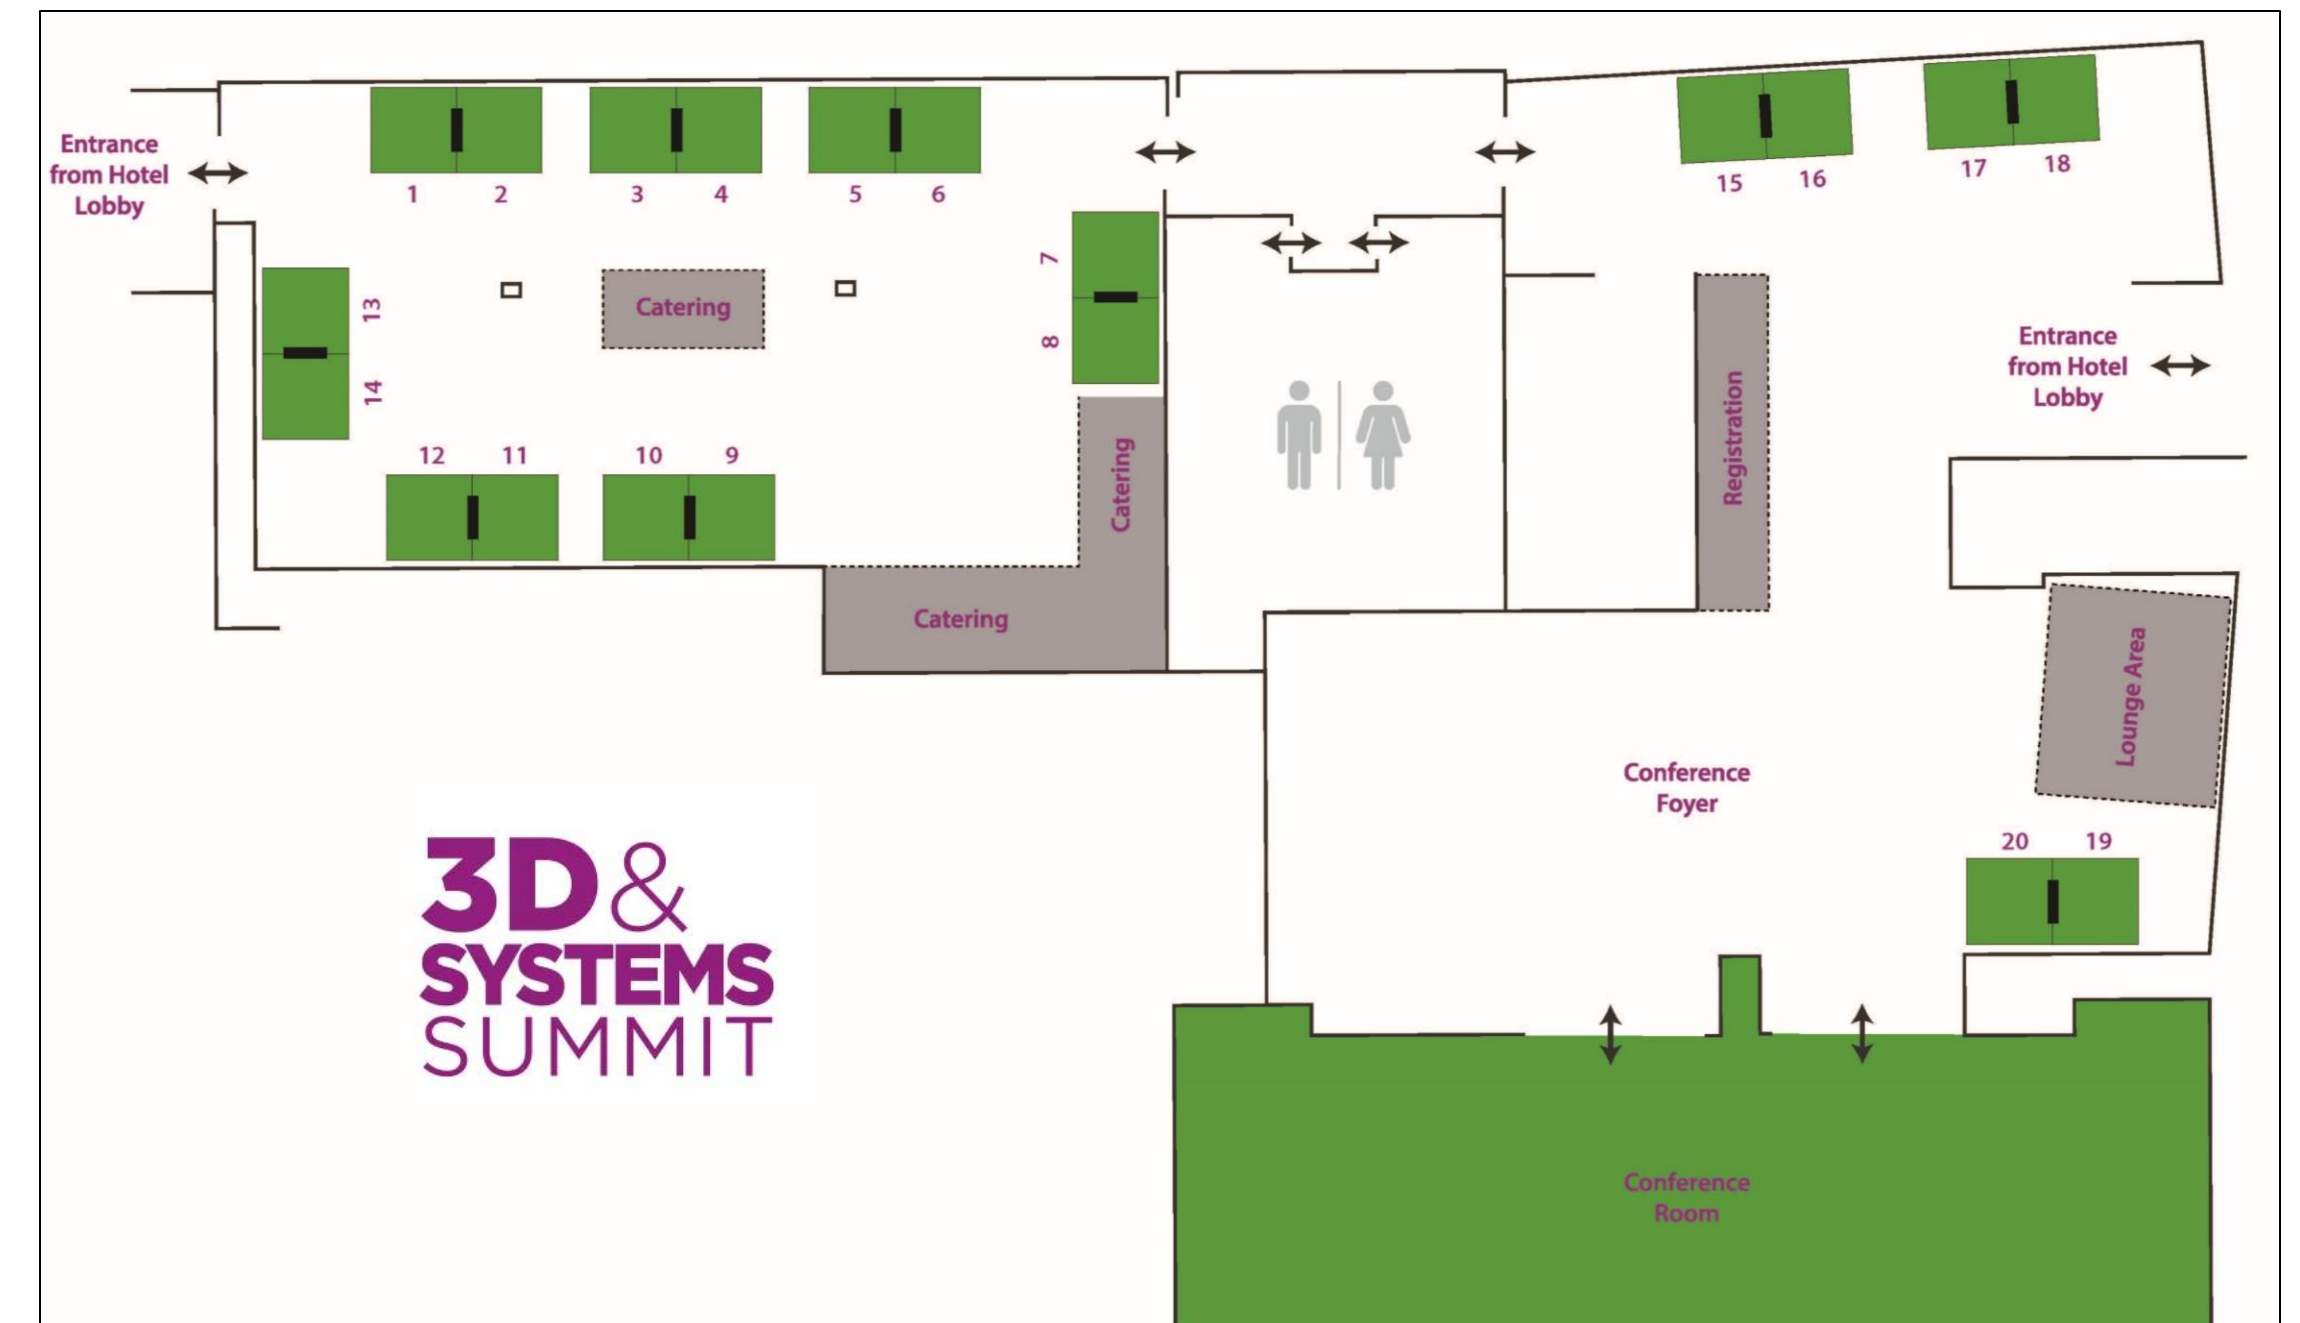 Entrance
from Hotel
Lobby
1
2
3
4
5
6
15
16
17
18
7
8
13
14
Catering
Entrance
from Hotel
Lobby
Registration
12
11
10
9
Catering
Catering
Lounge Area
Conference
Foyer
20
19
3D &
SYSTEMS
SUMMIT
Conference
Room